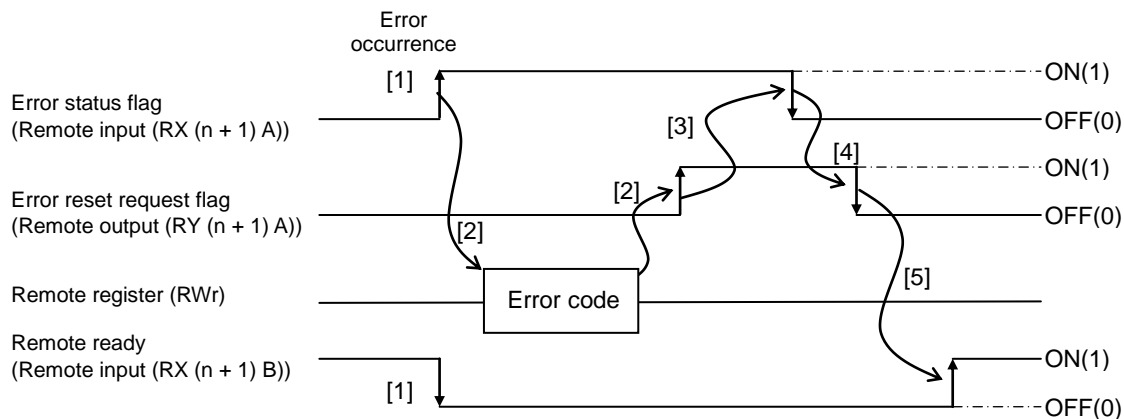 Error
occurrence
[1]
ON(1)
Error status flag
(Remote input (RX (n + 1) A))
OFF(0)
[3]
[4]
ON(1)
Error reset request flag
(Remote output (RY (n + 1) A))
[2]
OFF(0)
[2]
[5]
Remote register (RWr)
Error code
Remote ready
(Remote input (RX (n + 1) B))
ON(1)
[1]
OFF(0)